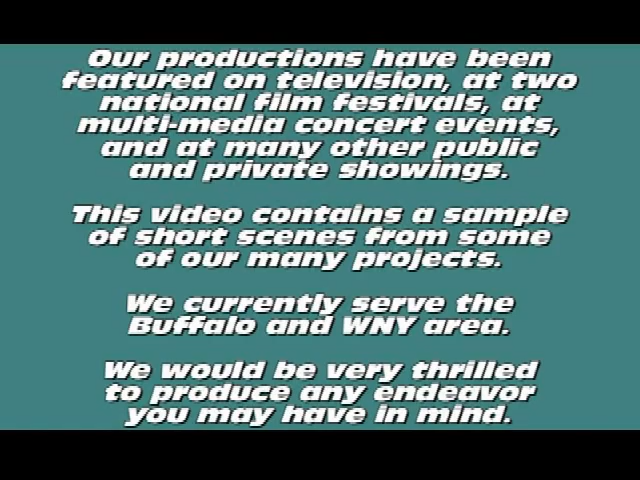 Our productions have been
featured on television, at two
national film festivals, at
multi-media concert events,
and at many other public
and private showings.
This video contains a sample
of short scenes from some
of our many projects.
We currently serve the
Buffalo and WNY area.
We would be very thrilled
to produce any endeavor
you may have in mind.